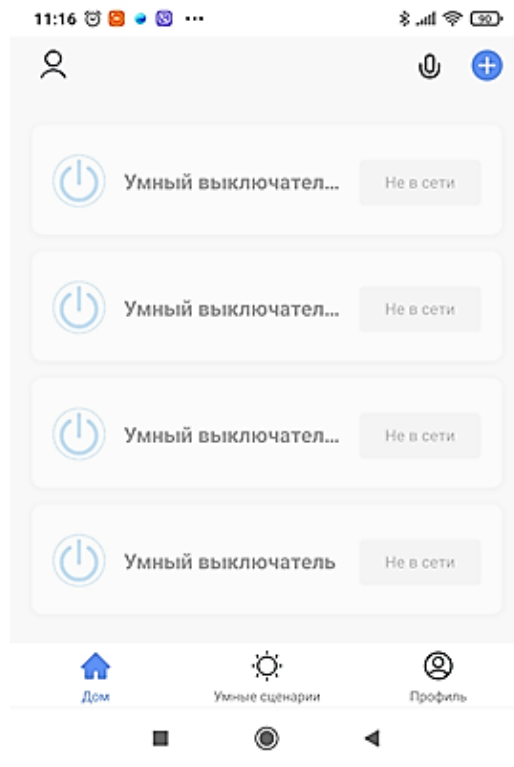 11:16
90
Умный выключател...
Не в сети
Умный выключател...
Не в сети
Умный выключател...
Не в сети
Умный выключатель
Не в сети
Дом
Умные сценарии
Профиль